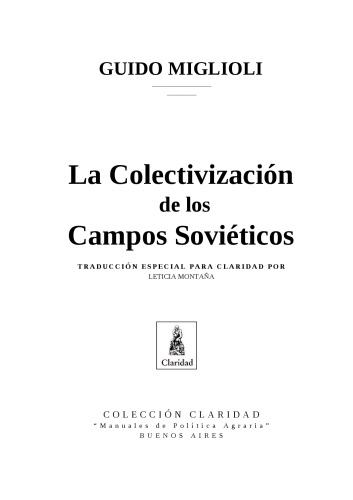 GUIDO MIGLIOLI
La Colectivización
de los
Campos Soviéticos
TRADUCCIÓN ESPECIAL PARA CLARIDAD POR
LETICIA MONTAÑA
Claridad
COLECCIÓN CLARIDAD
“Manuales de Política Agraria”
BUENOS AIRES